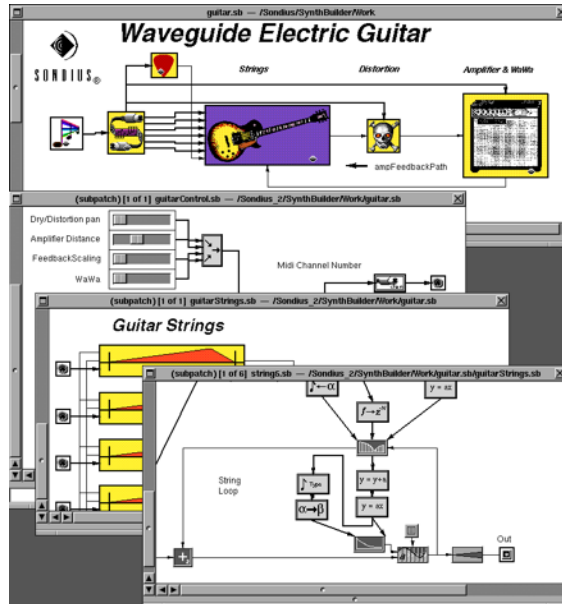 guitar.sb — /Sondius/SynthBuilder/Work
Waveguide Electric Guitar
SONDIUS®
Strings
Distortion
Amplifier & WaWa
ampFeedbackPath
(subpatch) [1 of 1] guitarControl.sb — /Sondius_2/SynthBuilder/Work/guitar.sb
Dry/Distortion pan
Amplifier Distance
FeedbackScaling
WaWa
Midi Channel Number
(subpatch) [1 of 1] guitarStrings.sb — /Sondius_2/SynthBuilder/Work/guitar.sb
Guitar Strings
(subpatch) [1 of 6] string6.sb — /Sondius_2/SynthBuilder/Work/guitar.sb/guitarStrings.sb
♪←α
y = az
f→z⁻ᴺ
String
Loop
Type
y = y+s
α→β
y = az
Out